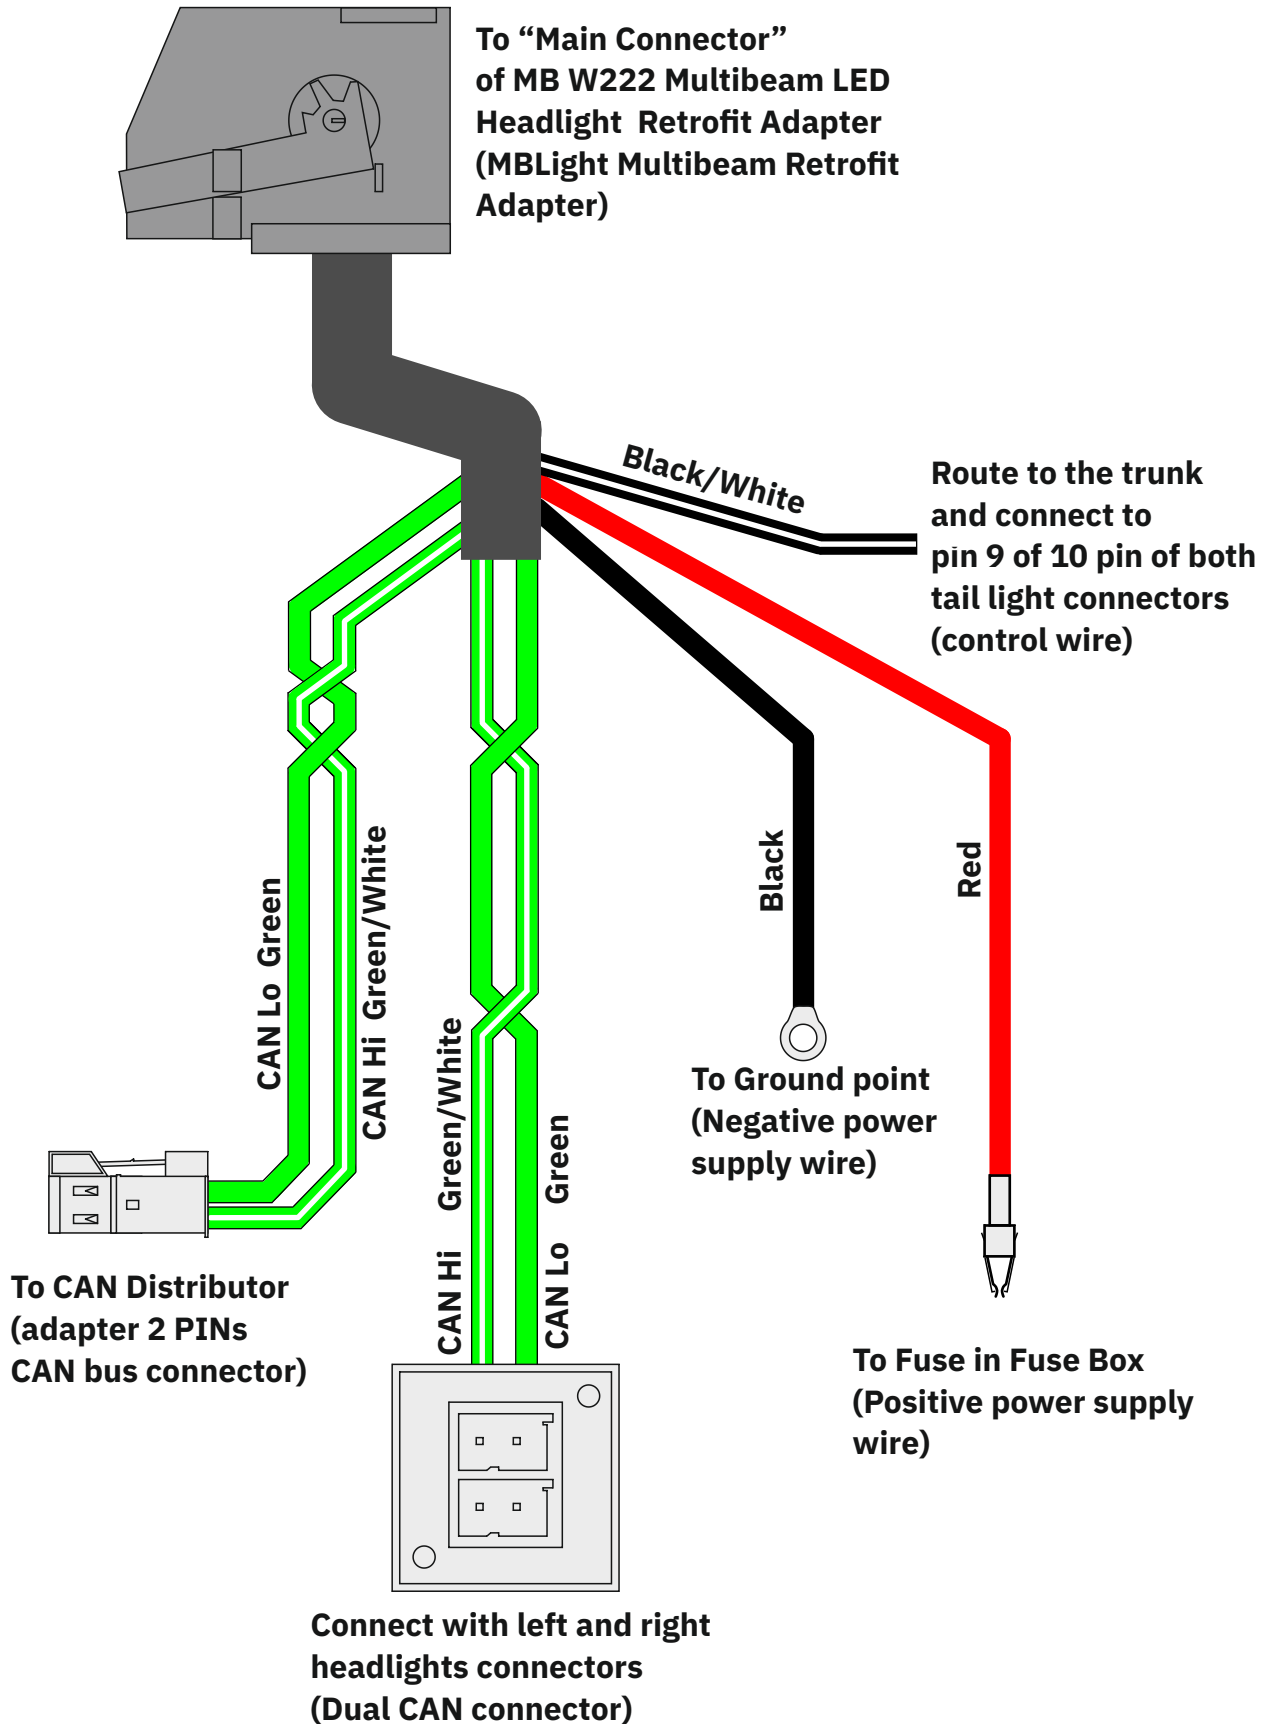 To “Main Connector”
of MB W222 Multibeam LED
Headlight Retrofit Adapter
(MBLight Multibeam Retrofit
Adapter)
Black/White
Route to the trunk
and connect to
pin 9 of 10 pin of both
tail light connectors
(control wire)
Black
Red
CAN Lo Green
CAN Hi Green/White
CAN Hi Green/White
CAN Lo Green
To Ground point
(Negative power
supply wire)
To CAN Distributor
(adapter 2 PINs
CAN bus connector)
To Fuse in Fuse Box
(Positive power supply
wire)
Connect with left and right
headlights connectors
(Dual CAN connector)